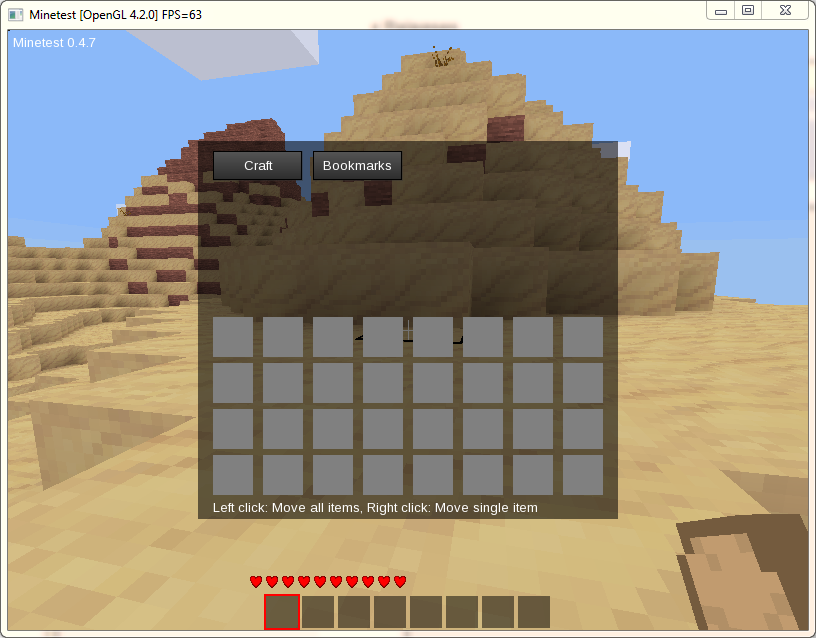 Minetest [OpenGL 4.2.0] FPS=63
Minetest 0.4.7
Craft
Bookmarks
Left click: Move all items, Right click: Move single item